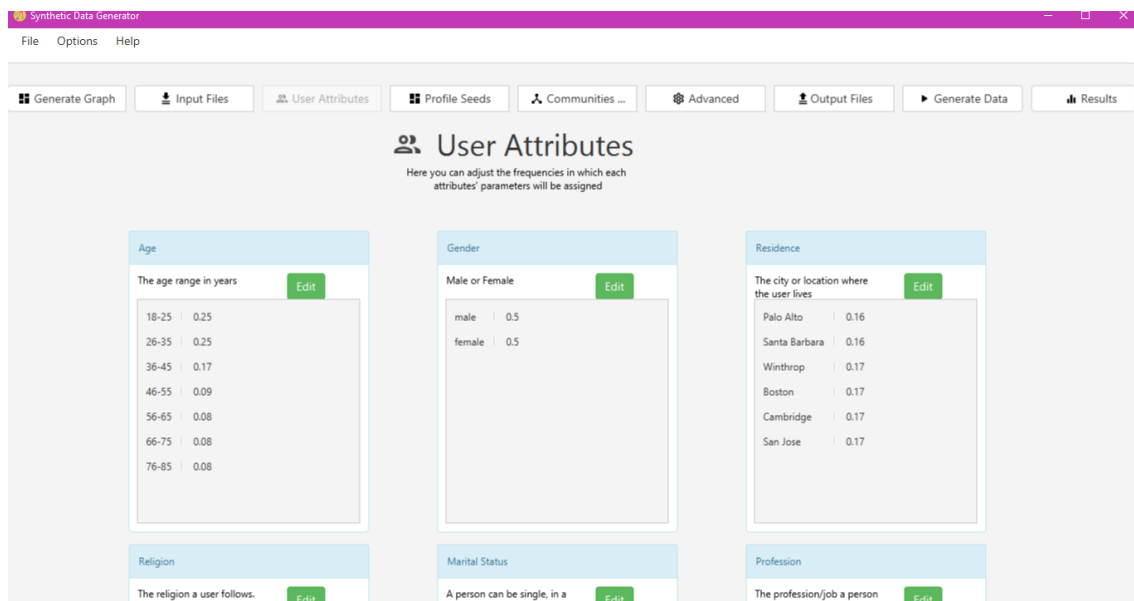 Synthetic Data Generator
File Options Help
Generate Graph Input Files User Attributes Profile Seeds Communities ... Advanced Output Files Generate Data Results
User Attributes
Here you can adjust the frequencies in which each
attributes' parameters will be assigned
Age
The age range in years
Edit
18-25 0.25
26-35 0.25
36-45 0.17
46-55 0.09
56-65 0.08
66-75 0.08
76-85 0.08
Gender
Male or Female
Edit
male 0.5
female 0.5
Residence
The city or location where
the user lives
Edit
Palo Alto 0.16
Santa Barbara 0.16
Winthrop 0.17
Boston 0.17
Cambridge 0.17
San Jose 0.17
Religion
The religion a user follows.
Edit
Marital Status
A person can be single, in a
Edit
Profession
The profession/job a person
Edit